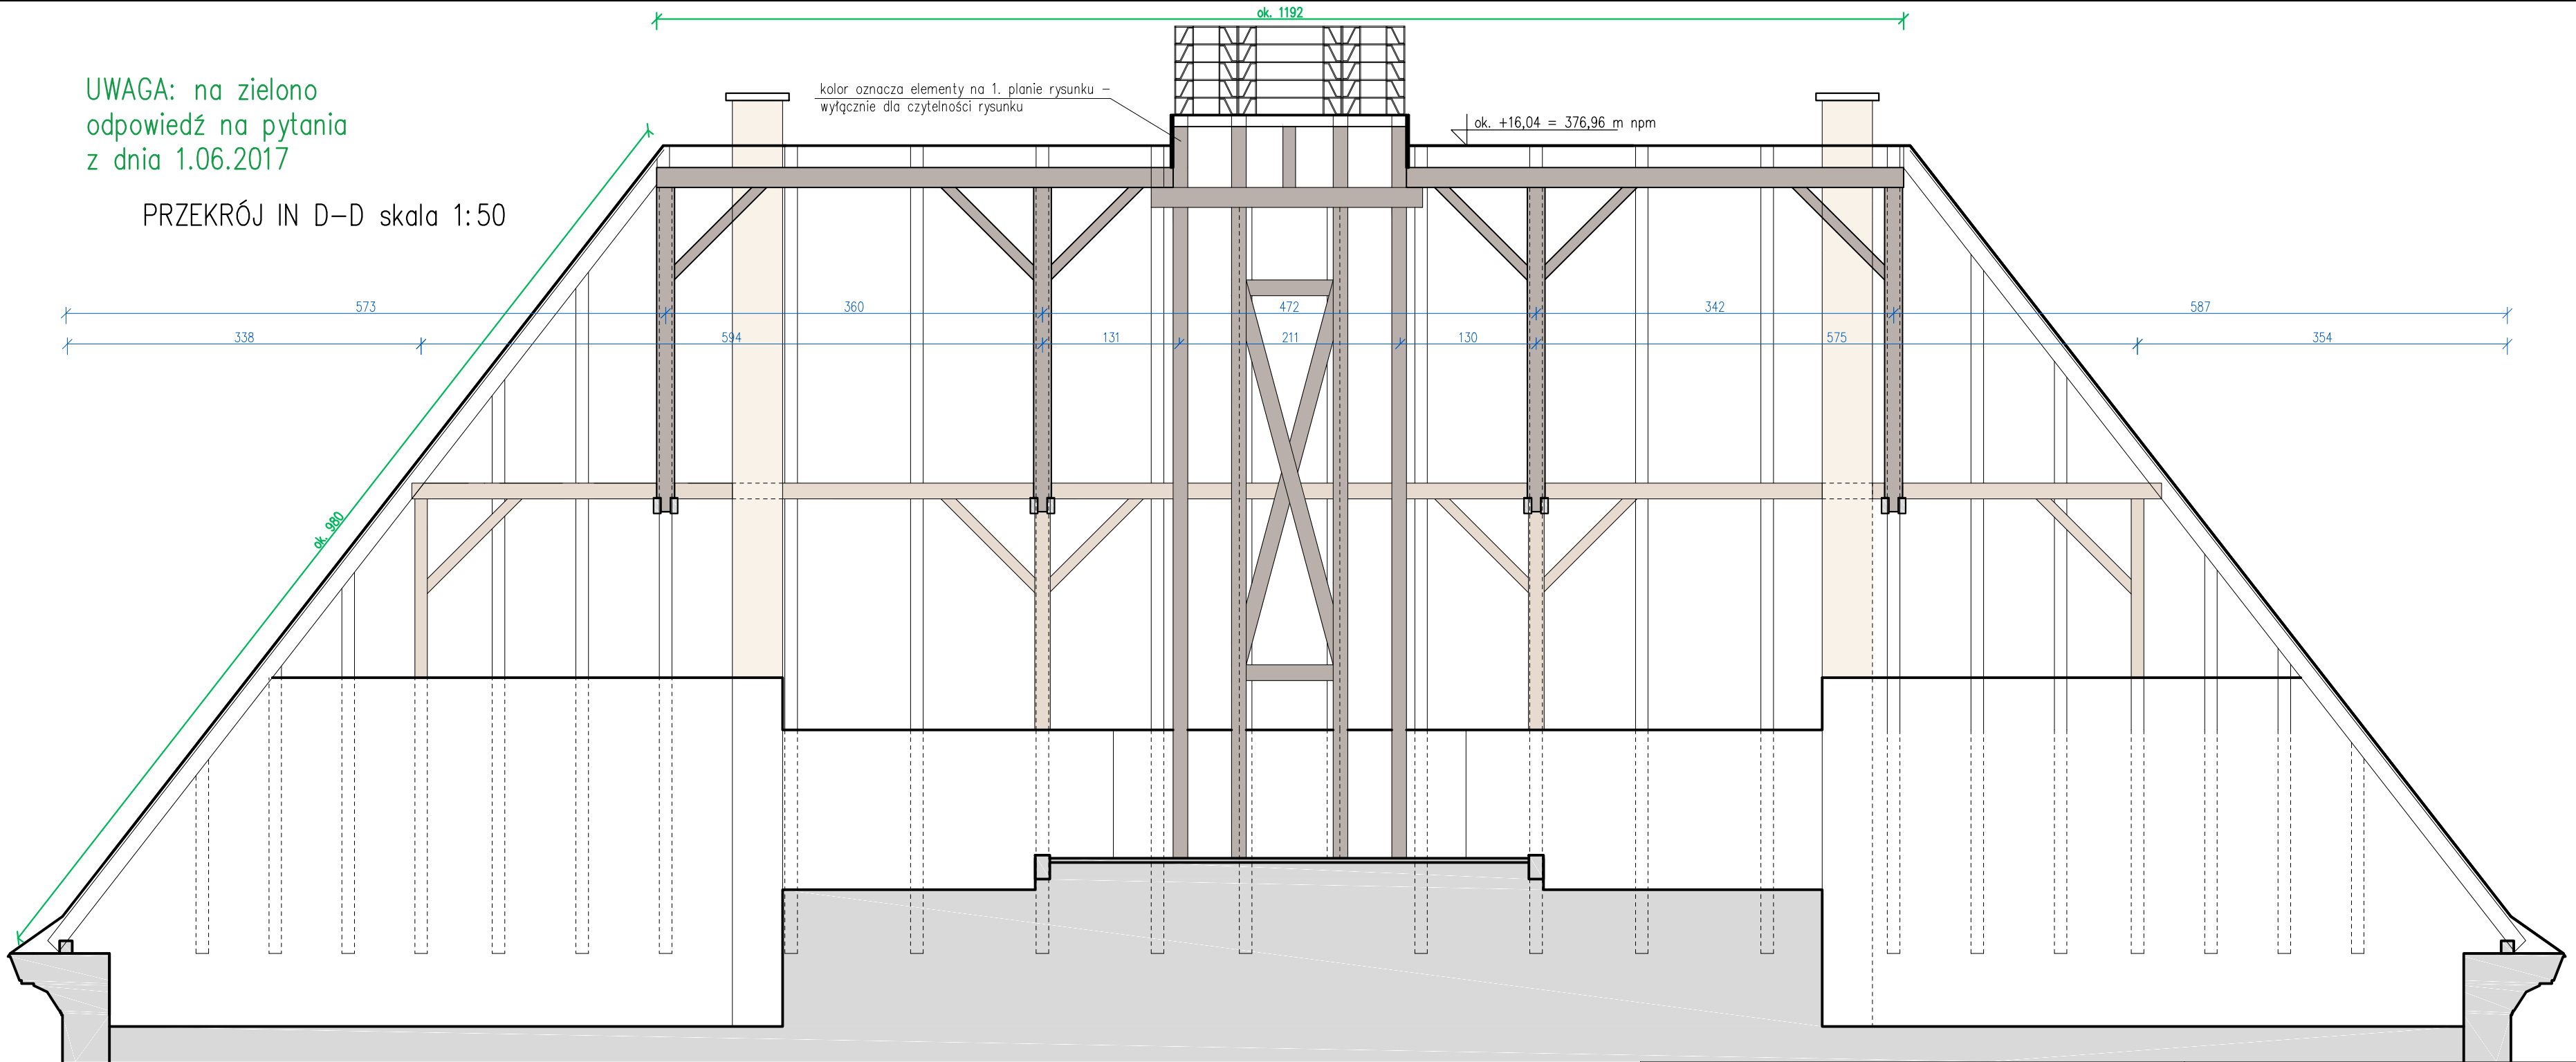 ok. 1192
UWAGA: na zielono
odpowiedź na pytania
z dnia 1.06.2017
kolor oznacza elementy na 1. planie rysunku –
wyłącznie dla czytelności rysunku
ok. +16,04 = 376,96 m npm
PRZEKRÓJ IN D–D skala 1:50
573 360 472 342 587
338 594 131 211 130 575 354
ok. 980